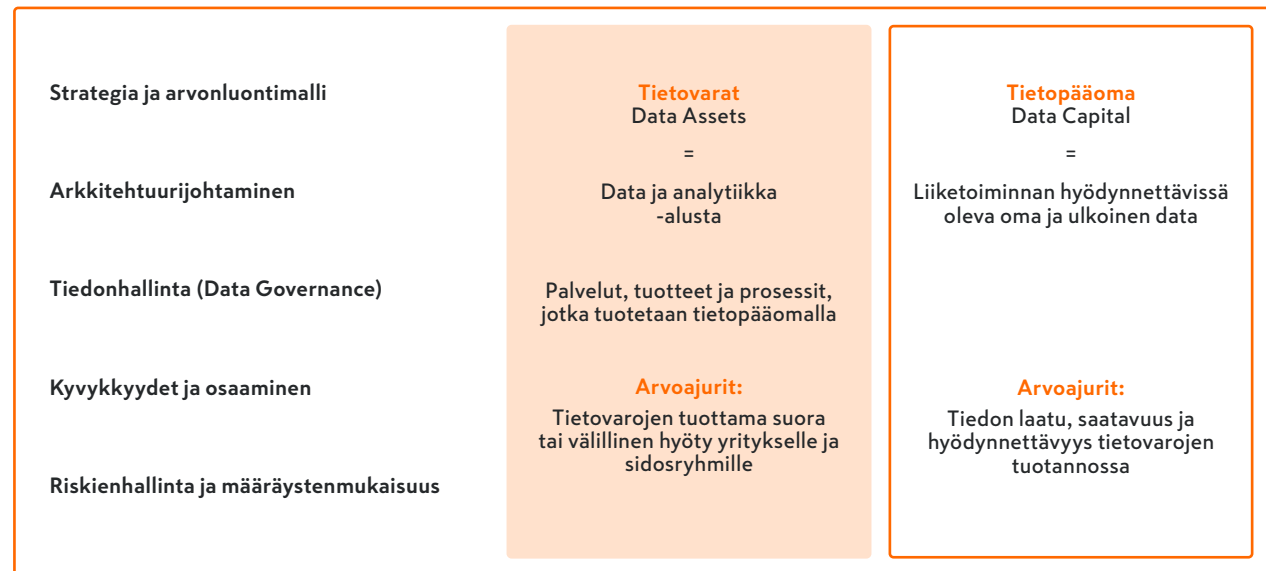 Strategia ja arvonluontimalli
Arkkitehtuurijohtaminen
Tiedonhallinta (Data Governance)
Kyvykkyydet ja osaaminen
Riskienhallinta ja määräystenmukaisuus
Tietovarat
Data Assets
=
Data ja analytiikka
-alusta
Palvelut, tuotteet ja prosessit,
jotka tuotetaan tietopääomalla
Arvoajurit:
Tietovarojen tuottama suora
tai välillinen hyöty yritykselle ja
sidosryhmille
Tietopääoma
Data Capital
=
Liiketoiminnan hyödynnettävissä
oleva oma ja ulkoinen data
Arvoajurit:
Tiedon laatu, saatavuus ja
hyödynnettävyys tietovarojen
tuotannossa